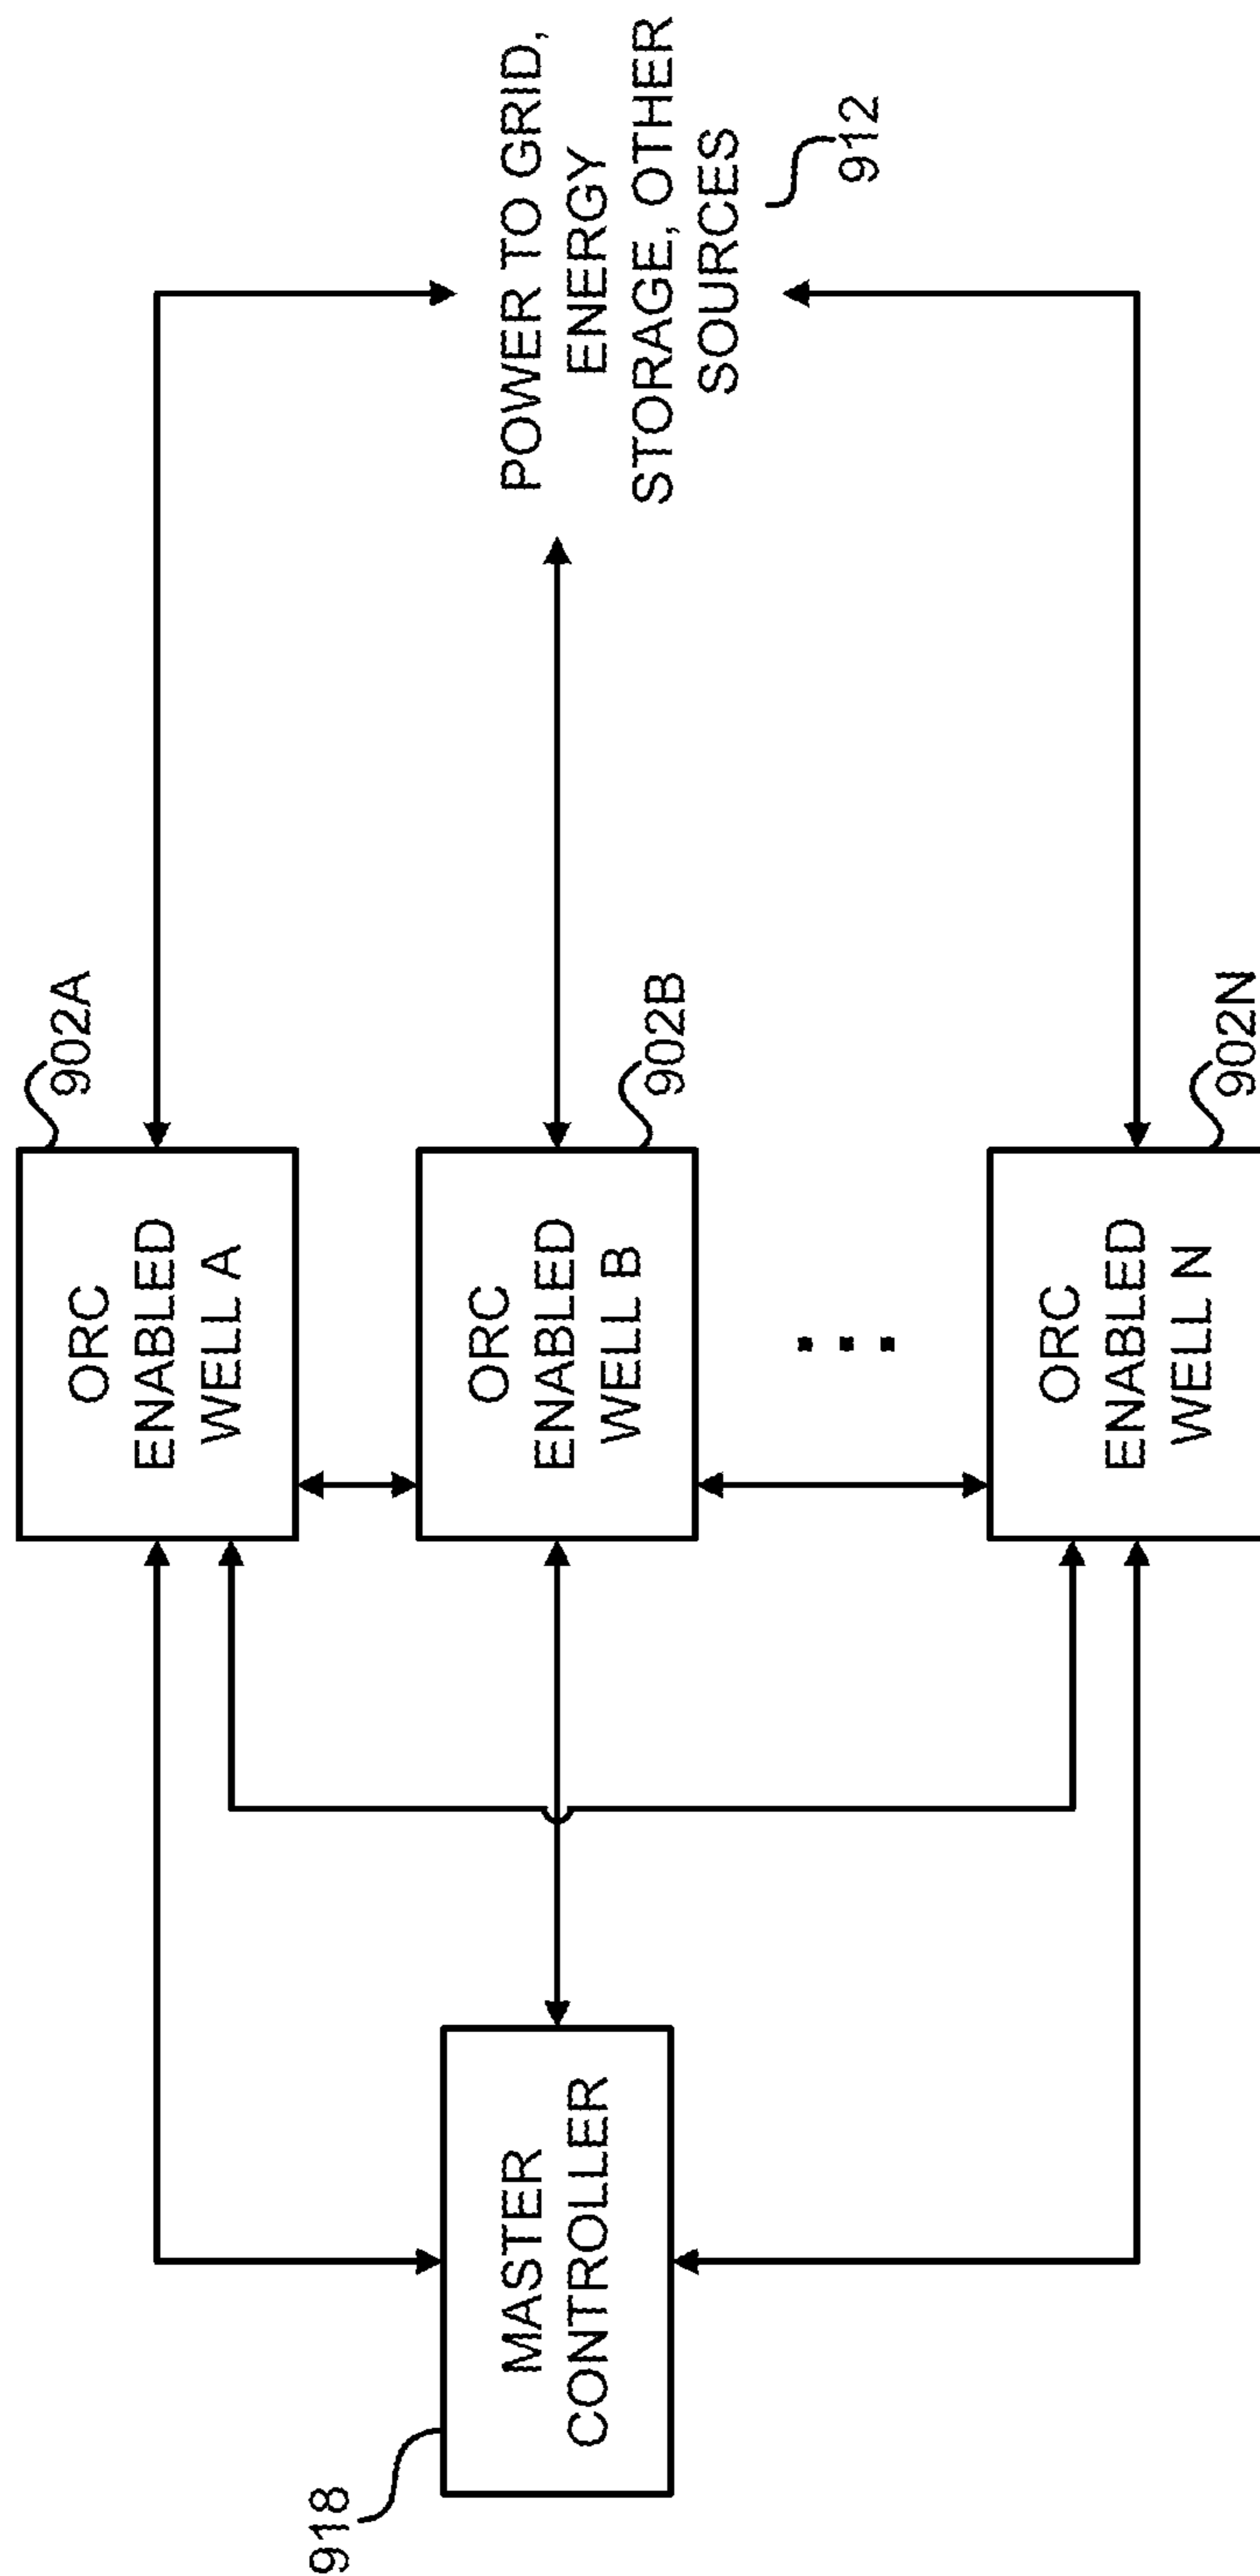 902A
ORC
ENABLED
WELL A
918
MASTER
CONTROLLER
ORC
ENABLED
WELL B
902B
POWER TO GRID,
ENERGY
STORAGE, OTHER
SOURCES
912
ORC
ENABLED
WELL N
902N